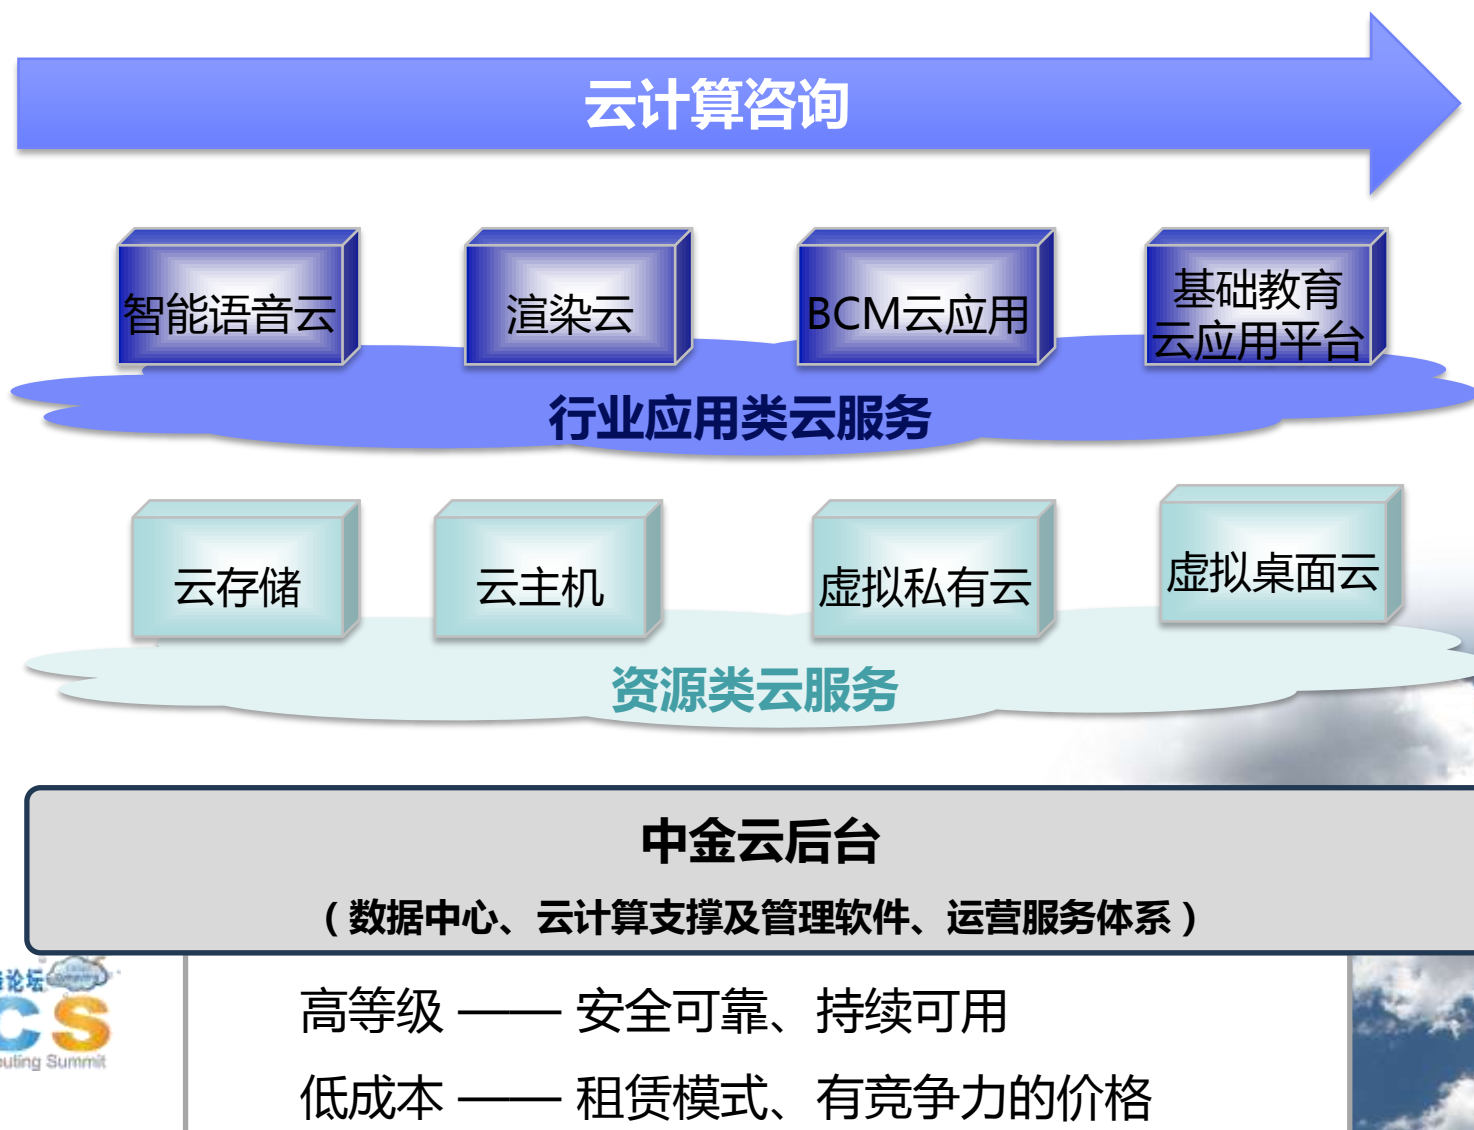 云计算咨询
智能语音云
渲染云
BCM云应用
基础教育
云应用平台
行业应用类云服务
云存储
云主机
虚拟私有云
虚拟桌面云
资源类云服务
中金云后台
（数据中心、云计算支撑及管理软件、运营服务体系）
论坛
CS
uting Summit
高等级 —— 安全可靠、持续可用
低成本 —— 租赁模式、有竞争力的价格